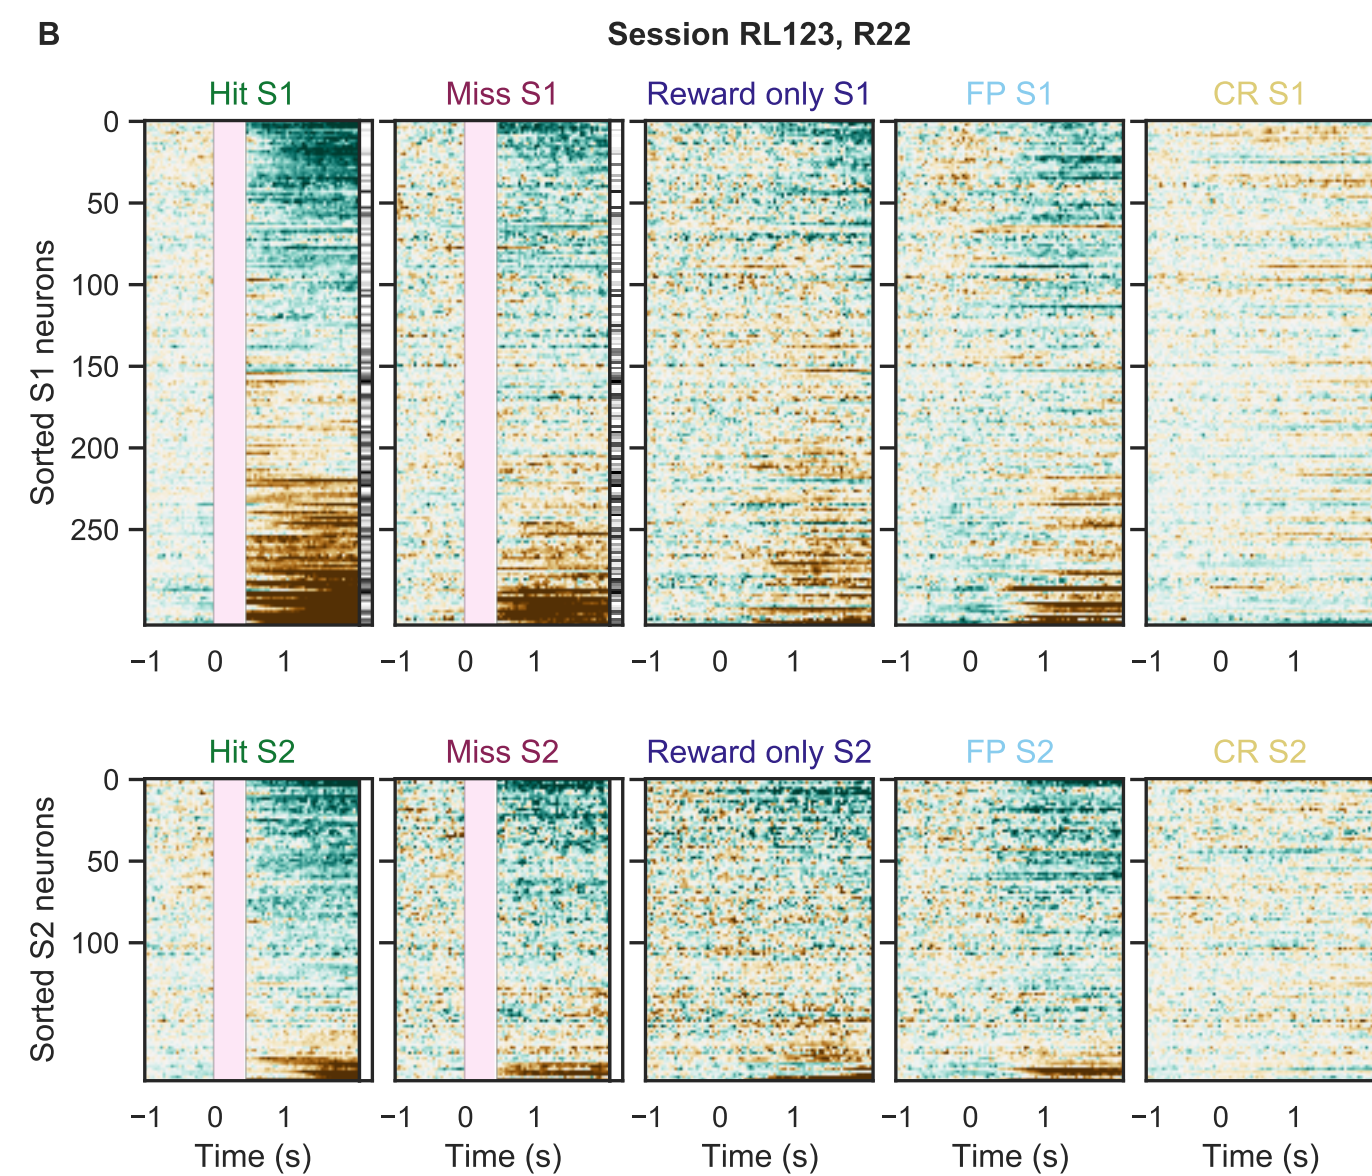 B
Session RL123, R22
Hit S1
Miss S1
Reward only S1
FP S1
CR S1
Sorted S1 neurons
0
50
100
150
200
250
−1 0 1
−1 0 1
−1 0 1
−1 0 1
−1 0 1
Hit S2
Miss S2
Reward only S2
FP S2
CR S2
Sorted S2 neurons
0
50
100
−1 0 1
−1 0 1
−1 0 1
−1 0 1
−1 0 1
Time (s)
Time (s)
Time (s)
Time (s)
Time (s)